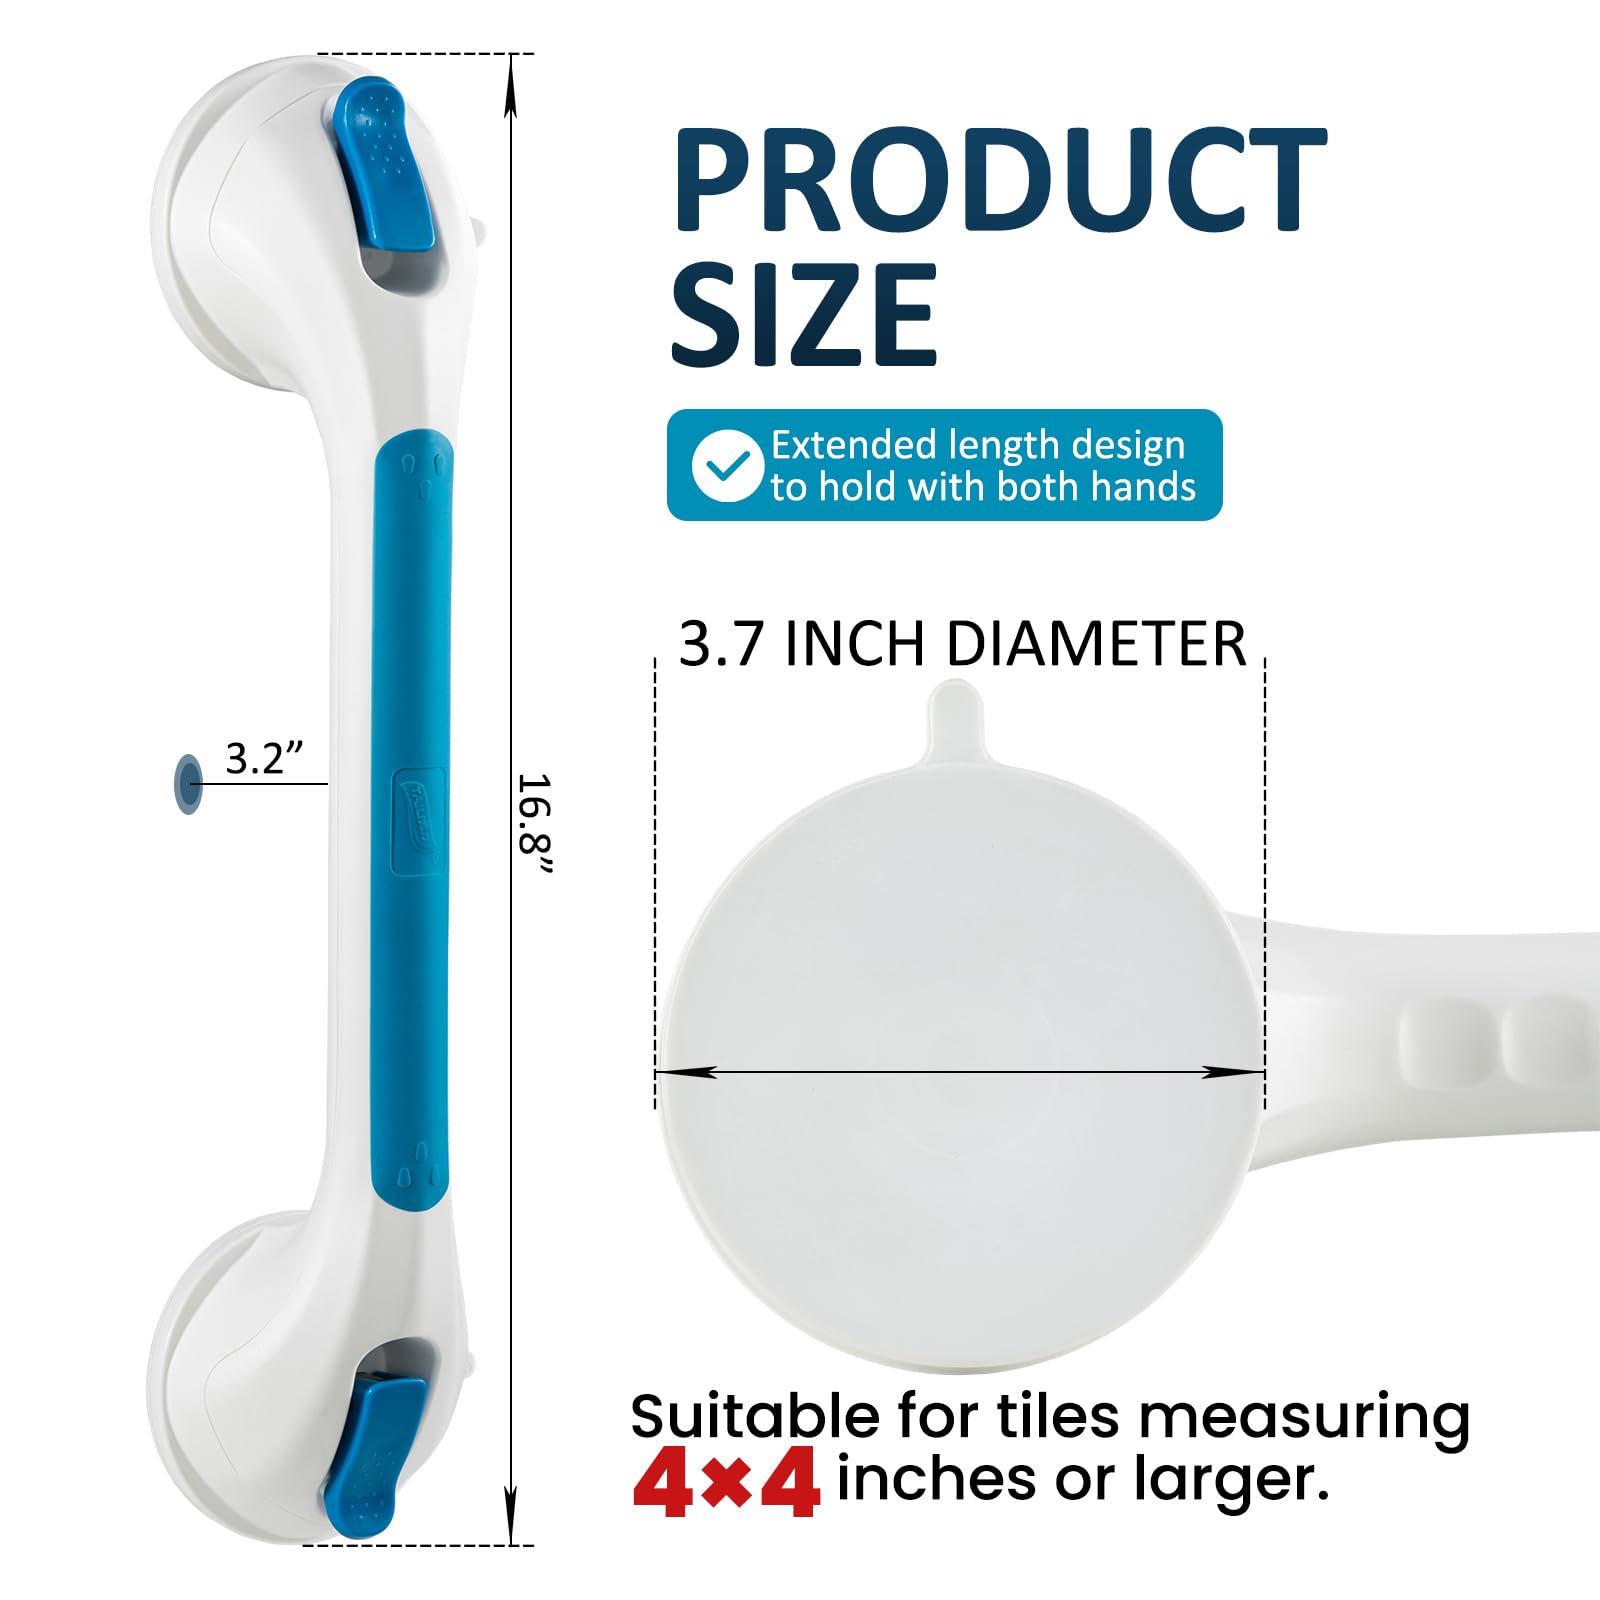 PRODUCT
SIZE
Extended length design
to hold with both hands
3.7 INCH DIAMETER
3.2”
16.8”
Suitable for tiles measuring
4×4 inches or larger.